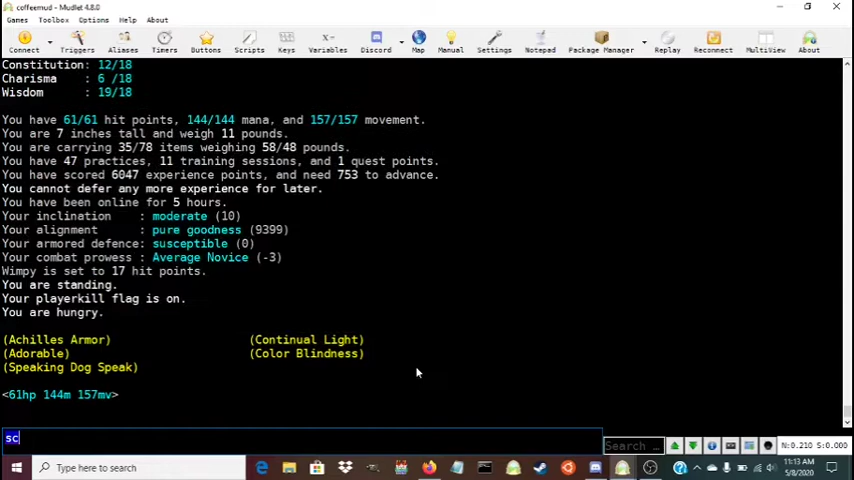 coffeemud - Mudlet 4.8.0
Games Toolbox Options Help About
Connect Triggers Aliases Timers Buttons Scripts Keys Variables Discord Map Manual Settings Notepad Package Manager Replay Reconnect MultiView About
Constitution: 12/18
Charisma : 6 /18
Wisdom : 19/18
You have 61/61 hit points, 144/144 mana, and 157/157 movement.
You are 7 inches tall and weigh 11 pounds.
You are carrying 35/78 items weighing 58/48 pounds.
You have 47 practices, 11 training sessions, and 1 quest points.
You have scored 6047 experience points, and need 753 to advance.
You cannot defer any more experience for later.
You have been online for 5 hours.
Your inclination : moderate (10)
Your alignment : pure goodness (9399)
Your armored defence: susceptible (0)
Your combat prowess: Average Novice (-3)
Wimpy is set to 17 hit points.
You are standing.
Your playerkill flag is on.
You are hungry.
(Achilles Armor) (Continual Light)
(Adorable) (Color Blindness)
(Speaking Dog Speak)
<61hp 144m 157mv>
sc
Search ...
N:0.210 S:0.000
Type here to search
11:13 AM
5/8/2020